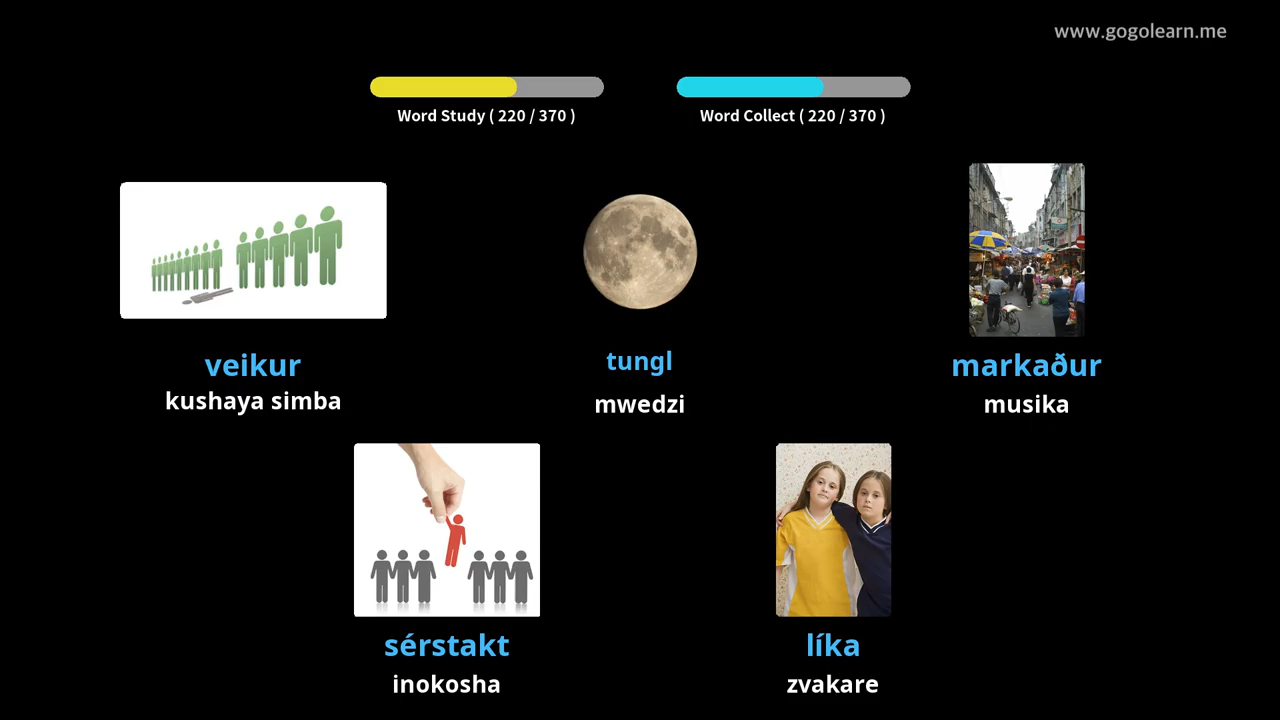 www.gogolearn.me
Word Study ( 220 / 370 )
Word Collect ( 220 / 370 )
veikur
kushaya simba
tungl
mwedzi
markaður
musika
sérstakt
inokosha
líka
zvakare